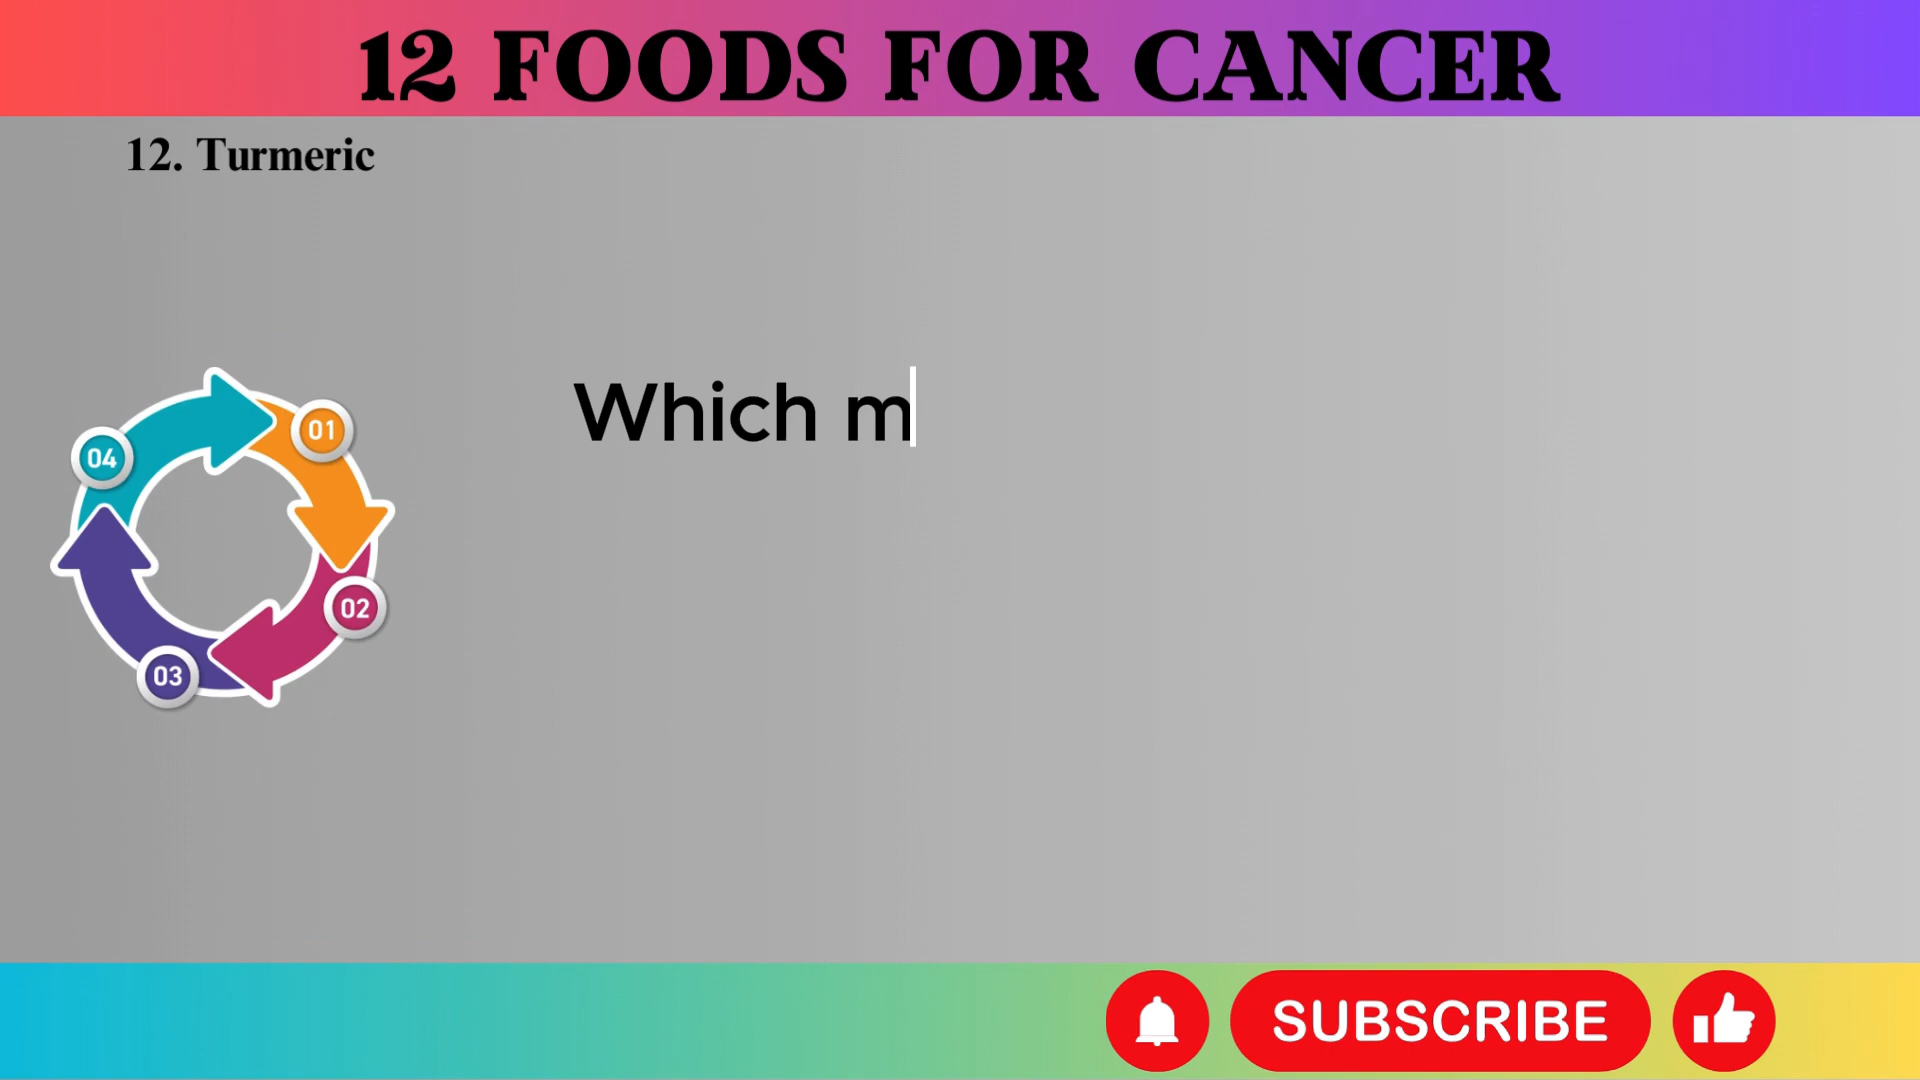 12 FOODS FOR CANCER
12. Turmeric
Which m
01
04
02
03
SUBSCRIBE